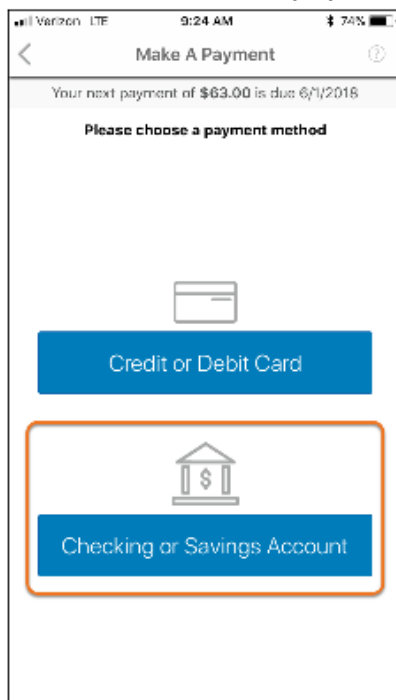 Verizon LTE 9:24 AM 74%
Make A Payment ?
Your next payment of $63.00 is due 6/1/2018
Please choose a payment method
Credit or Debit Card
$
Checking or Savings Account